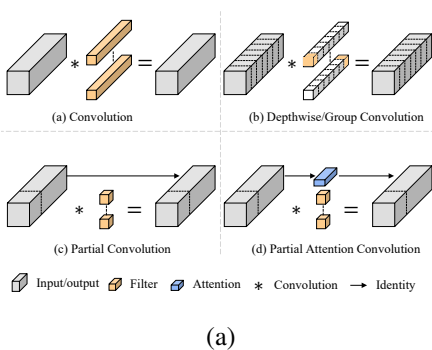 * =
(a) Convolution
* =
(b) Depthwise/Group Convolution
* =
(c) Partial Convolution
* =
(d) Partial Attention Convolution
Input/output Filter Attention * Convolution → Identity
(a)